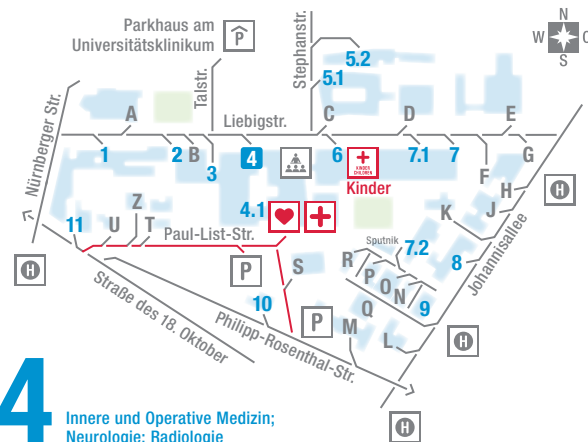 Parkhaus am
Universitätsklinikum
P
N
W
O
S
Stephanstr.
5.2
5.1
Talstr.
Nürnberger Str.
A
Liebigstr.
C
D
E
1
2
B
3
4
6
KINDER
CHILDREN
Kinder
7.1
7
F
G
H
H
4.1
Z
11
U
T
Paul-List-Str.
K
J
Johannisallee
Sputnik
7.2
R
P
O
N
8
9
H
P
S
Straße des 18. Oktober
10
Philipp-Rosenthal-Str.
P
Q
M
L
H
H
4
Innere und Operative Medizin;
Neurologie; Radiologie